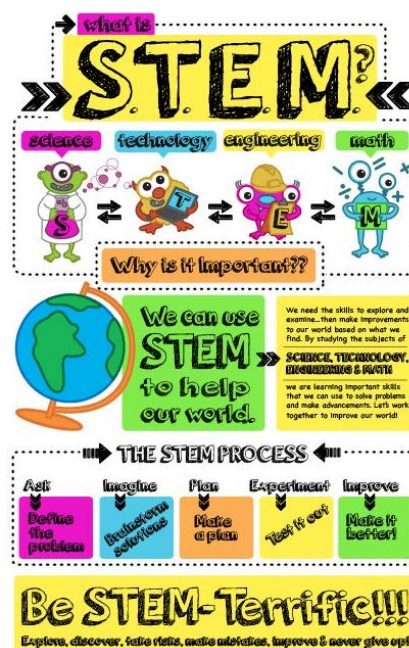 what is
S.T.E.M.?
science technology engineering math
S T E M
Why is it Important??
We can use
STEM
to help
our world.
We need the skills to explore and
examine...then make improvements
to our world based on what we
find. By studying the subjects of
SCIENCE, TECHNOLOGY,
ENGINEERING & MATH
we are learning important skills
that we can use to solve problems
and make advancements. Let's work
together to improve our world!
THE STEM PROCESS
Ask Imagine Plan Experiment Improve
Define
the
problem
Brainstorm
solutions
Make
a plan
Test it out
Make it
better!
Be STEM-Terrific!!!
Explore, discover, take risks, make mistakes, improve & never give up!